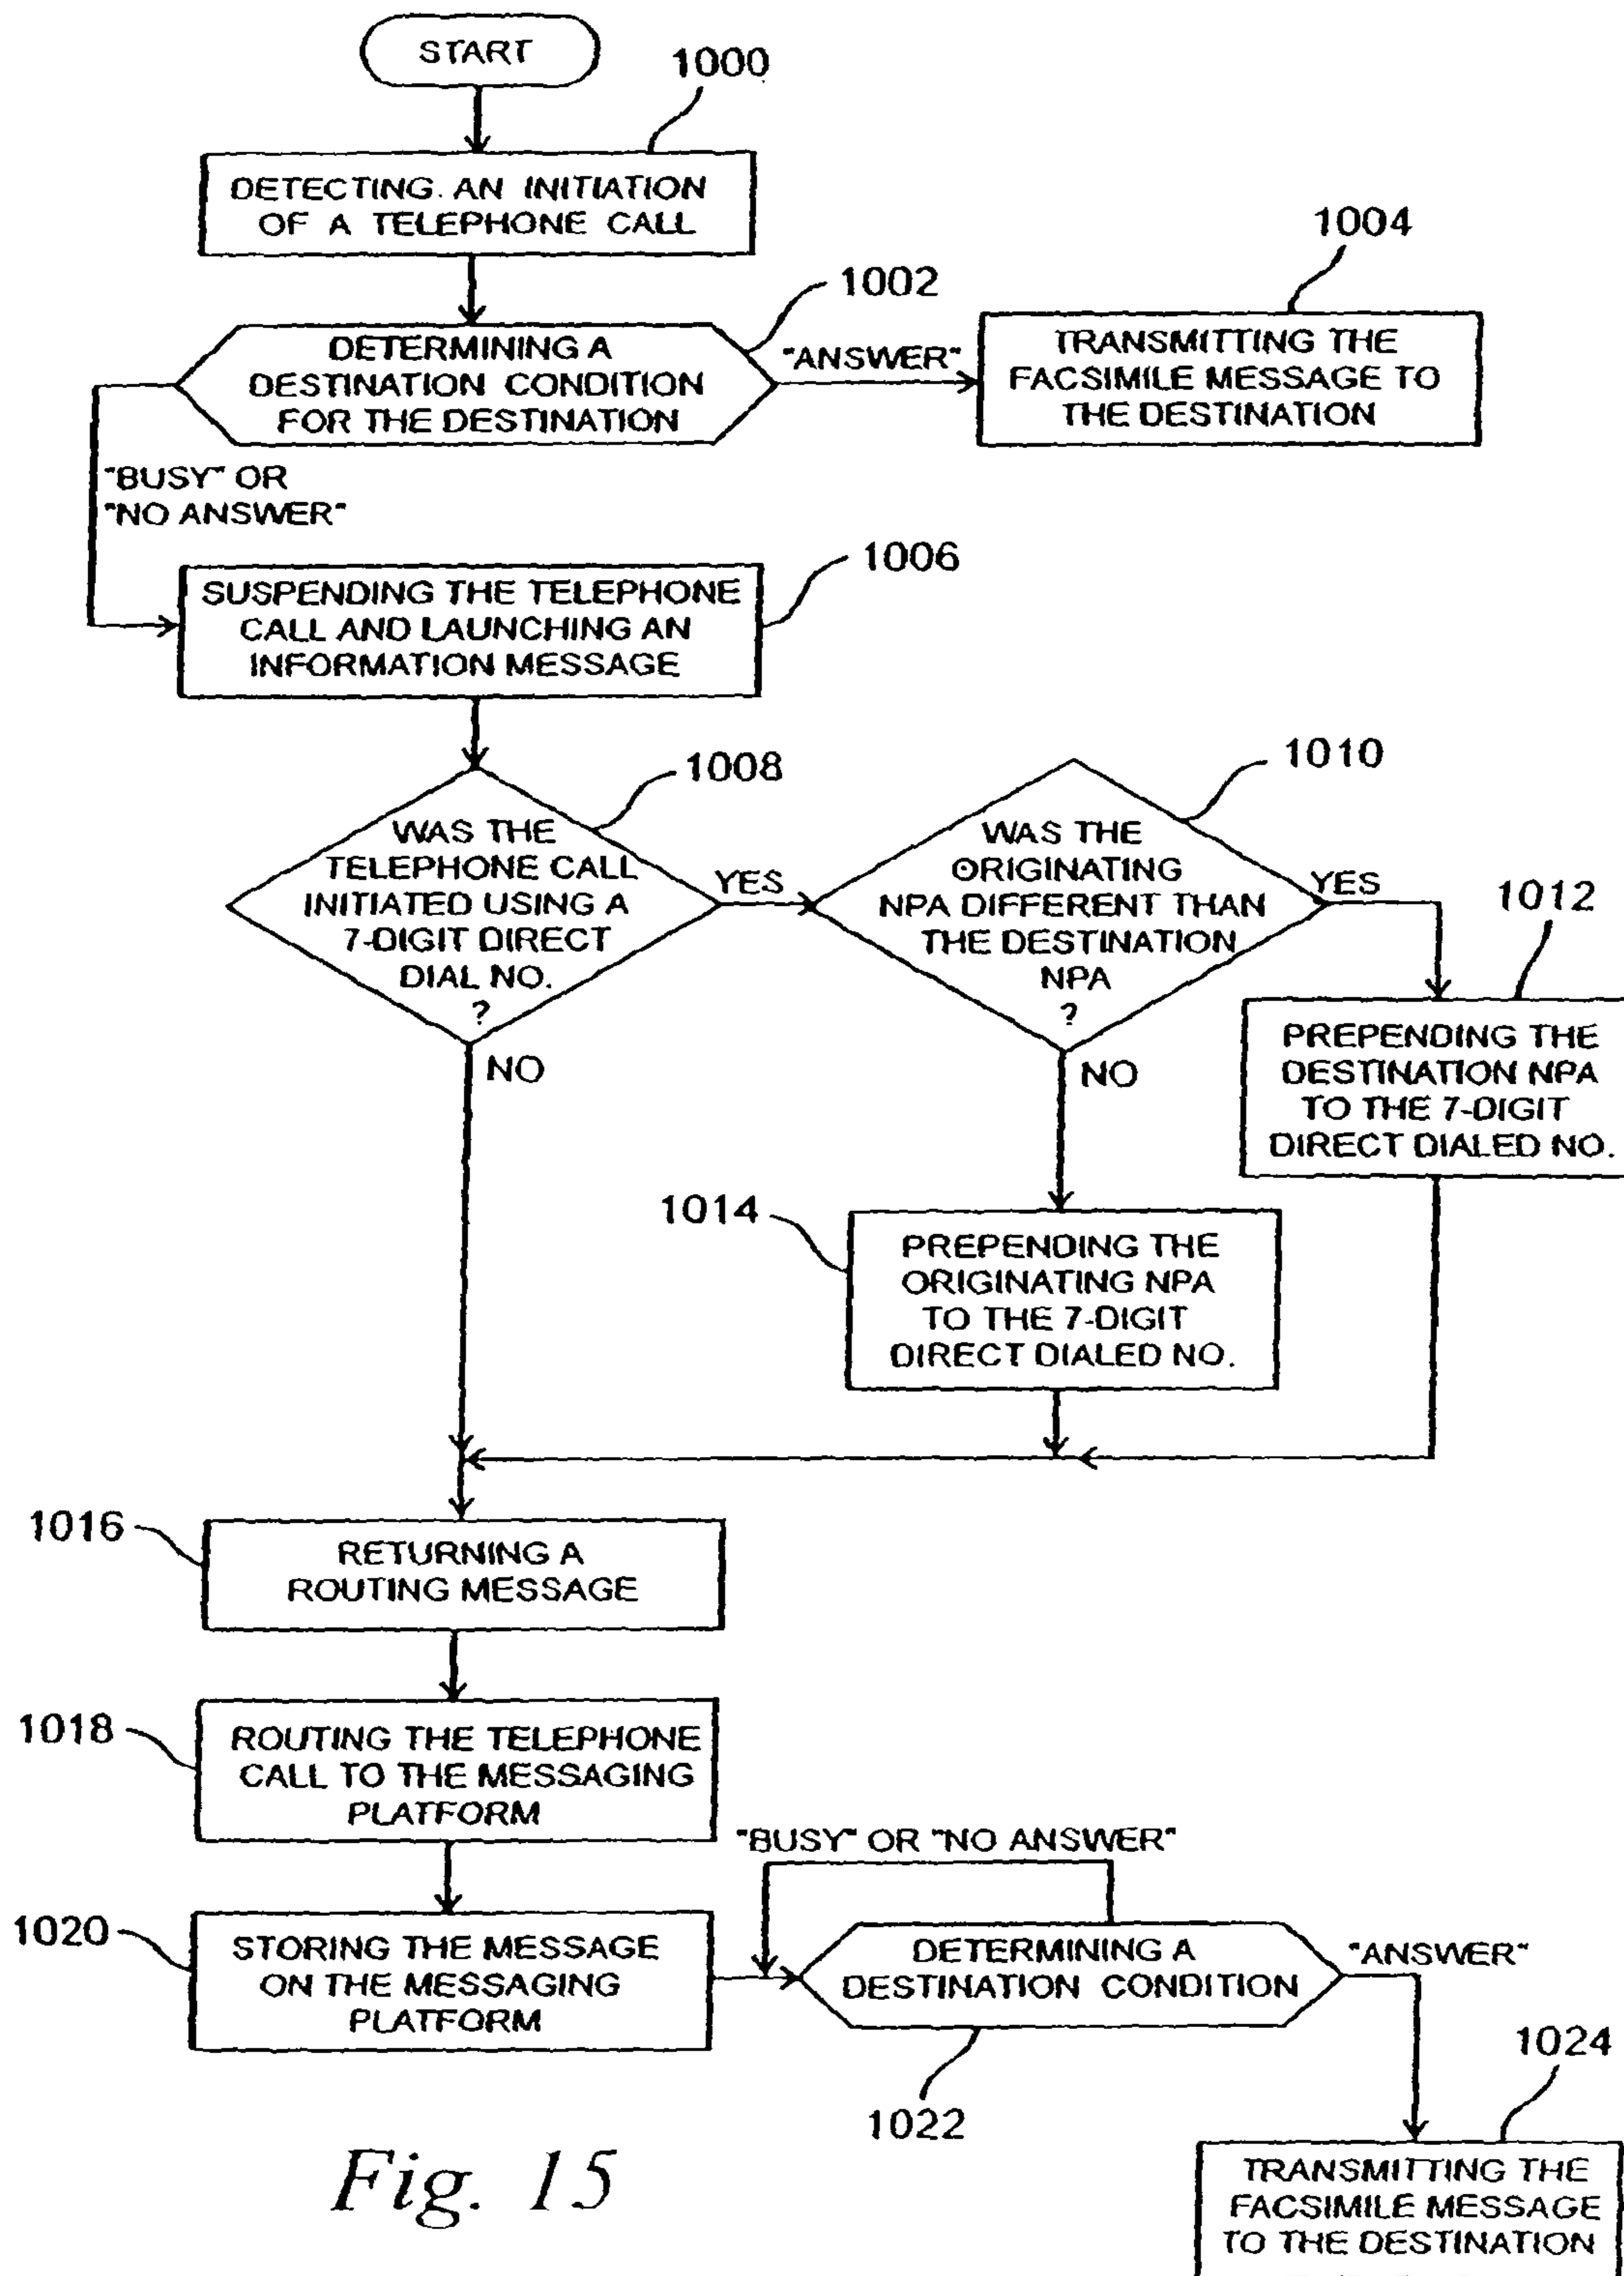 START
1000
DETECTING. AN INITIATION
OF A TELEPHONE CALL
1002
DETERMINING A
DESTINATION CONDITION
FOR THE DESTINATION
"ANSWER"
1004
TRANSMITTING THE
FACSIMILE MESSAGE TO
THE DESTINATION
"BUSY" OR
"NO ANSWER"
1006
SUSPENDING THE TELEPHONE
CALL AND LAUNCHING AN
INFORMATION MESSAGE
1008
WAS THE
TELEPHONE CALL
INITIATED USING A
7-DIGIT DIRECT
DIAL NO.
?
YES
NO
1010
WAS THE
ORIGINATING
NPA DIFFERENT THAN
THE DESTINATION
NPA
?
YES
NO
1012
PREPENDING THE
DESTINATION NPA
TO THE 7-DIGIT
DIRECT DIALED NO.
1014
PREPENDING THE
ORIGINATING NPA
TO THE 7-DIGIT
DIRECT DIALED NO.
1016
RETURNING A
ROUTING MESSAGE
1018
ROUTING THE TELEPHONE
CALL TO THE MESSAGING
PLATFORM
1020
STORING THE MESSAGE
ON THE MESSAGING
PLATFORM
"BUSY" OR "NO ANSWER"
DETERMINING A
DESTINATION CONDITION
1022
"ANSWER"
1024
TRANSMITTING THE
FACSIMILE MESSAGE
TO THE DESTINATION
Fig. 15